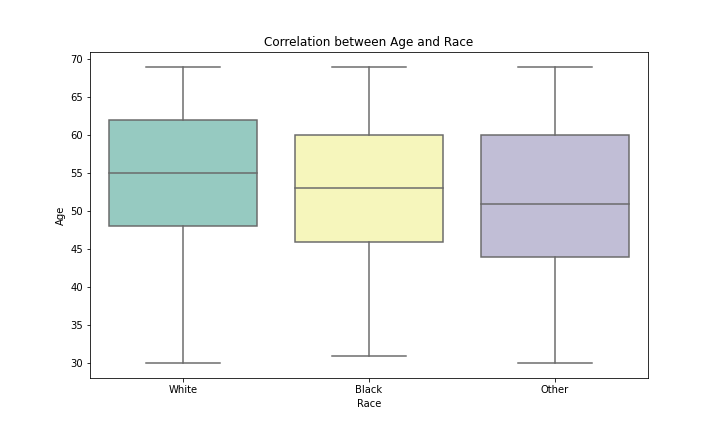 Correlation between Age and Race
70
65
60
55
50
45
40
35
30
Age
White
Black
Other
Race